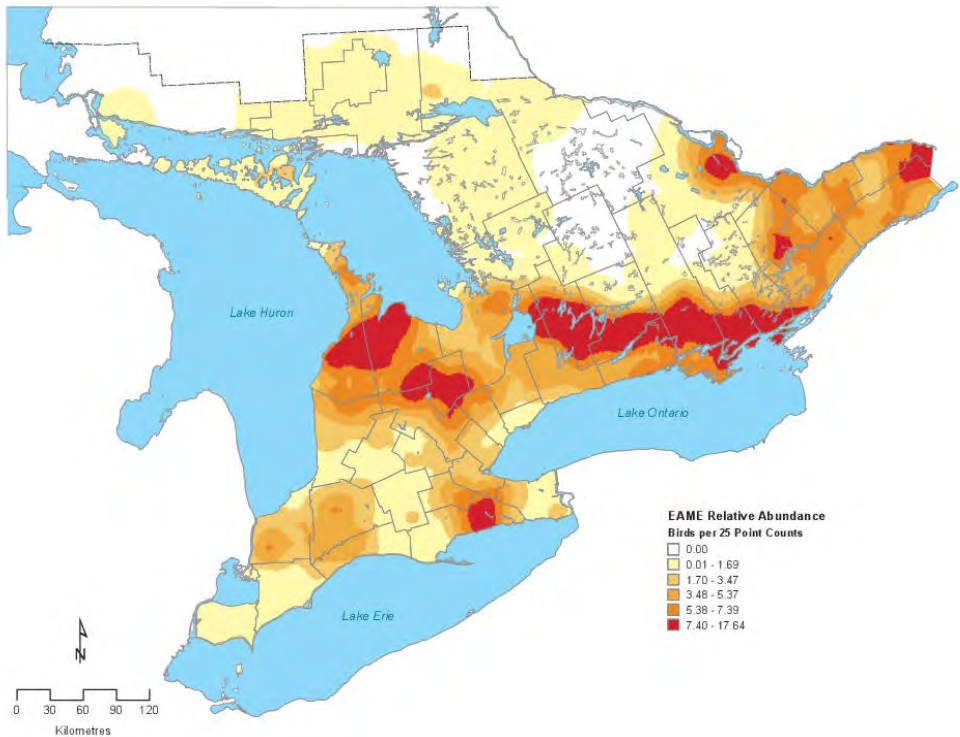 Lake Huron
Lake Ontario
EAME Relative Abundance
Birds per 25 Point Counts
0.00
0.01 - 1.69
1.70 - 3.47
3.48 - 5.37
5.38 - 7.39
7.40 - 17.64
Lake Erie
N
0 30 60 90 120
Kilometres